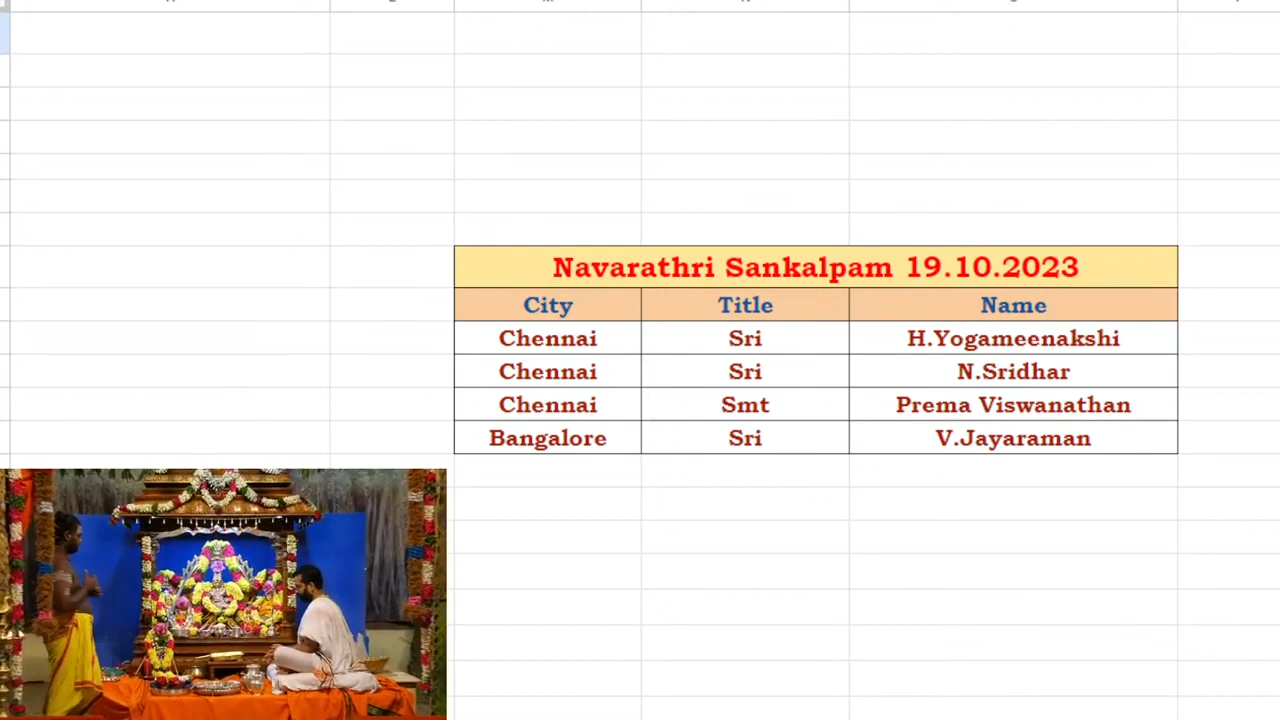 Navarathri Sankalpam 19.10.2023
City Title Name
Chennai Sri H.Yogameenakshi
Chennai Sri N.Sridhar
Chennai Smt Prema Viswanathan
Bangalore Sri V.Jayaraman